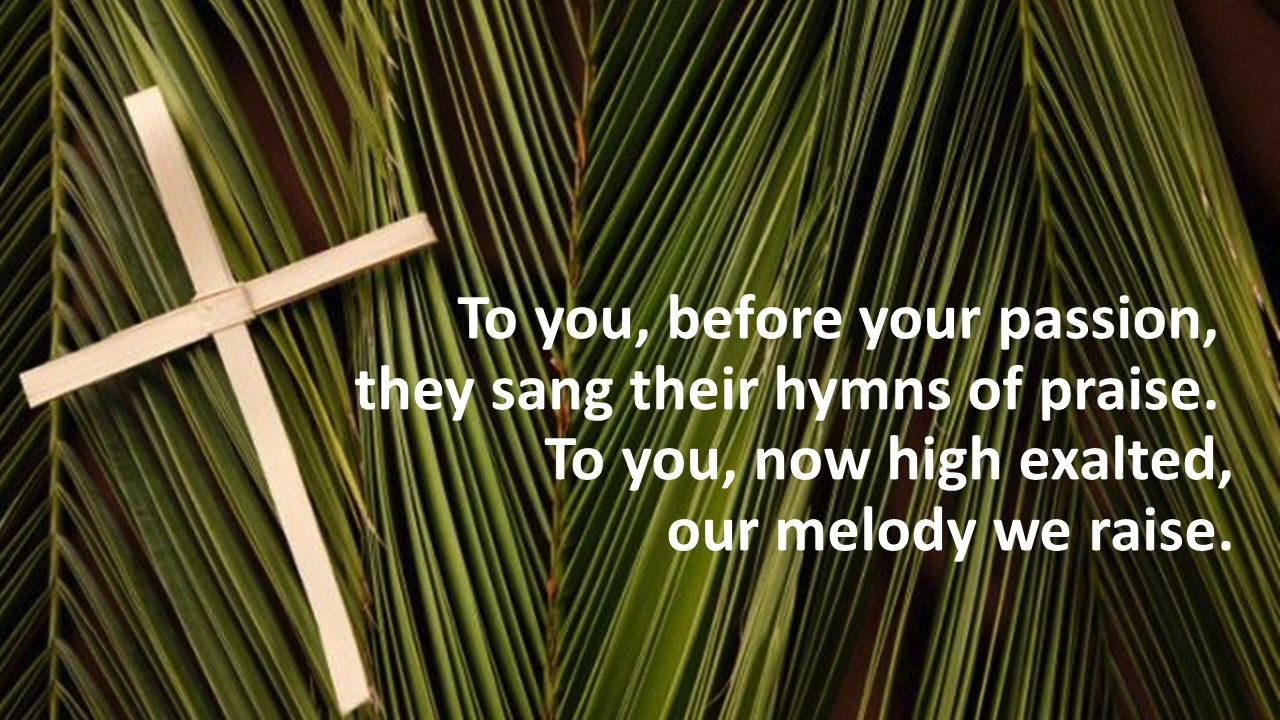 To you, before your passion,
they sang their hymns of praise.
To you, now high exalted,
our melody we raise.